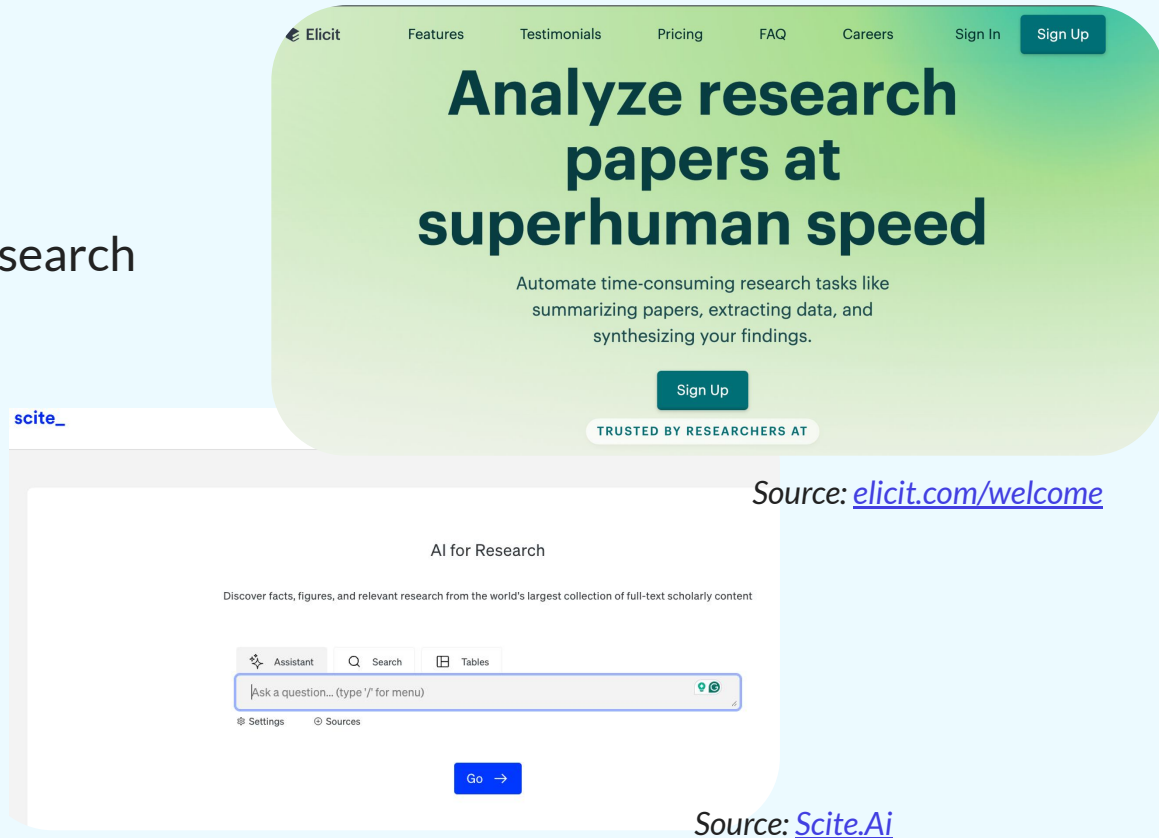 Elicit Features Testimonials Pricing FAQ Careers Sign In Sign Up
Analyze research
papers at
superhuman speed
search
Automate time-consuming research tasks like
summarizing papers, extracting data, and
synthesizing your findings.
Sign Up
TRUSTED BY RESEARCHERS AT
Source: elicit.com/welcome
scite_
AI for Research
Discover facts, figures, and relevant research from the world's largest collection of full-text scholarly content
Assistant Search Tables
Ask a question... (type '/' for menu)
Settings Sources
Go →
Source: Scite.Ai